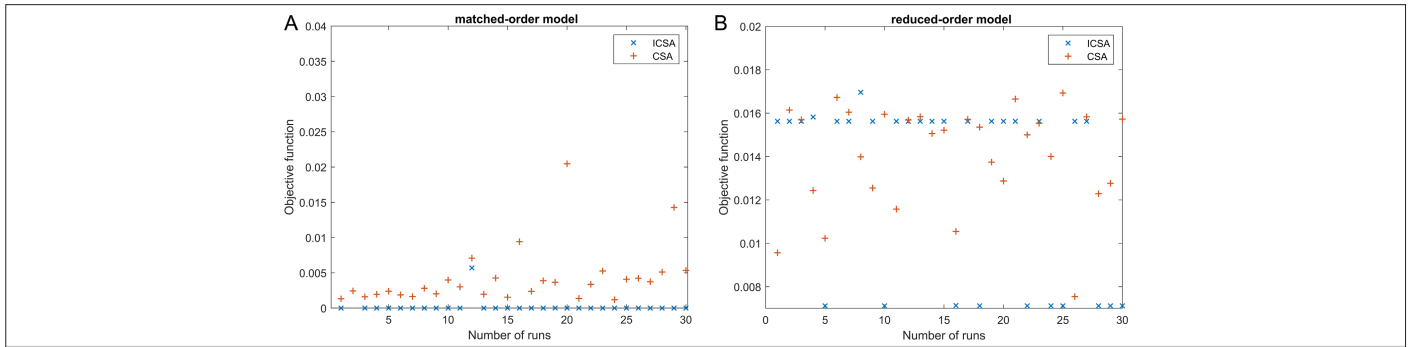 A
matched-order model
ICSA
CSA
0.04
0.035
0.03
0.025
0.02
0.015
0.01
0.005
0
Objective function
5
10
15
20
25
30
Number of runs
B
reduced-order model
ICSA
CSA
0.02
0.018
0.016
0.014
0.012
0.01
0.008
Objective function
0
5
10
15
20
25
30
Number of runs